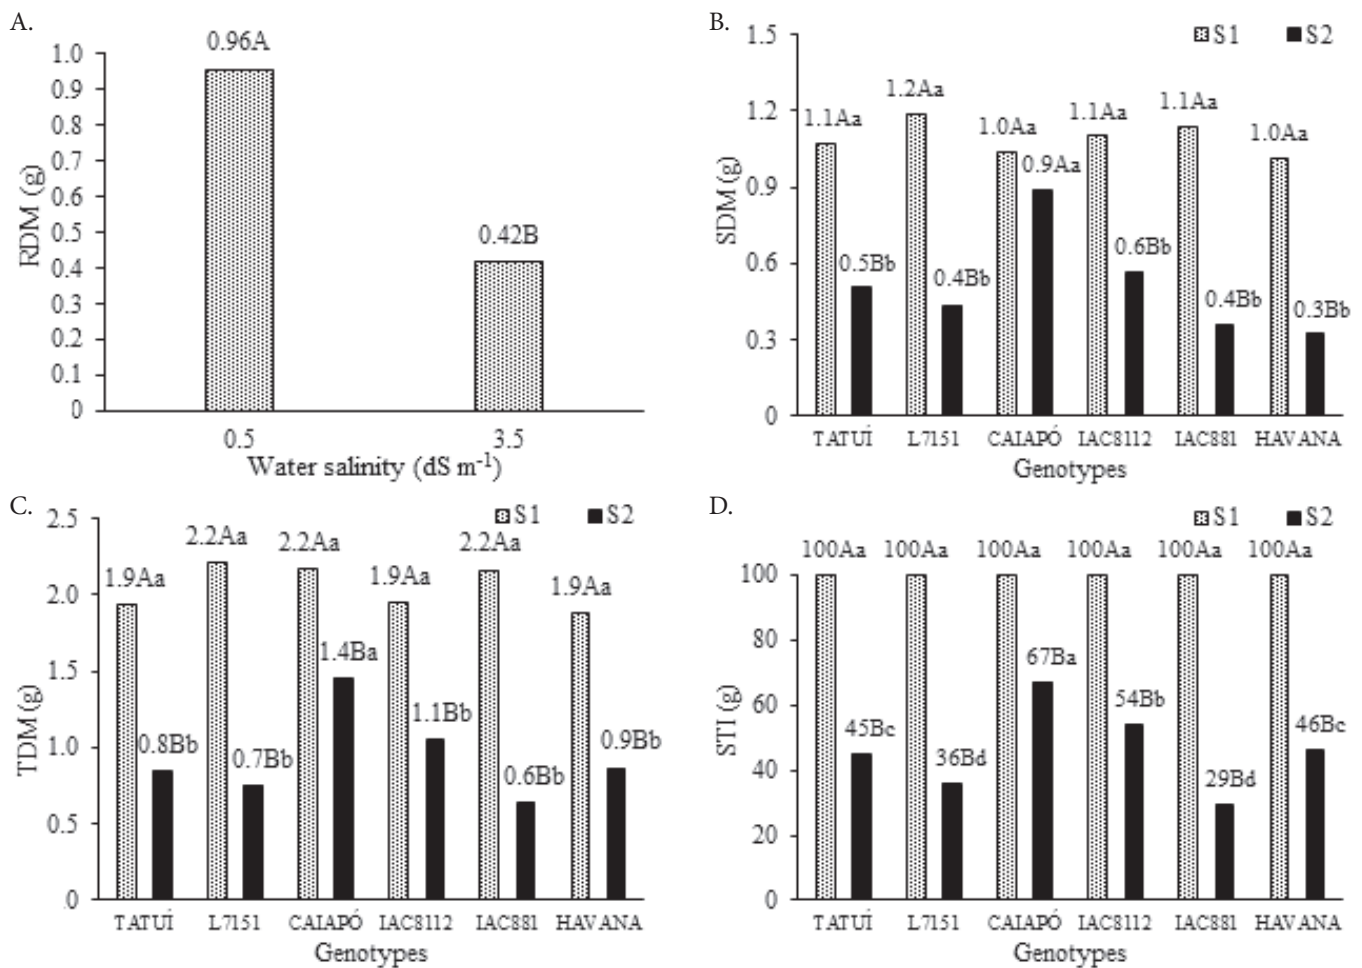 A.
1.0
0.9
0.8
0.7
0.6
0.5
0.4
0.3
0.2
0.1
0
RDM (g)
0.96A
0.42B
0.5 3.5
Water salinity (dS m-1)
B.
S1 S2
1.5
1.2
0.9
0.6
0.3
0
SDM (g)
1.1Aa 1.2Aa 1.0Aa 1.1Aa 1.1Aa 1.0Aa
0.5Bb 0.4Bb 0.9Aa 0.6Bb 0.4Bb 0.3Bb
TATUÍ L7151 CAIAPÓ IAC8112 IAC881 HAVANA
Genotypes
C.
S1 S2
2.5
2.0
1.5
1.0
0.5
.0
TDM (g)
1.9Aa 2.2Aa 2.2Aa 1.9Aa 2.2Aa 1.9Aa
0.8Bb 0.7Bb 1.4Ba 1.1Bb 0.6Bb 0.9Bb
TATUÍ L7151 CAIAPÓ IAC8112 IAC881 HAVANA
Genotypes
D.
S1 S2
100
80
60
40
20
0
STI (g)
100Aa 100Aa 100Aa 100Aa 100Aa 100Aa
45Bc 36Bd 67Ba 54Bb 29Bd 46Bc
TATUÍ L7151 CAIAPÓ IAC8112 IAC881 HAVANA
Genotypes